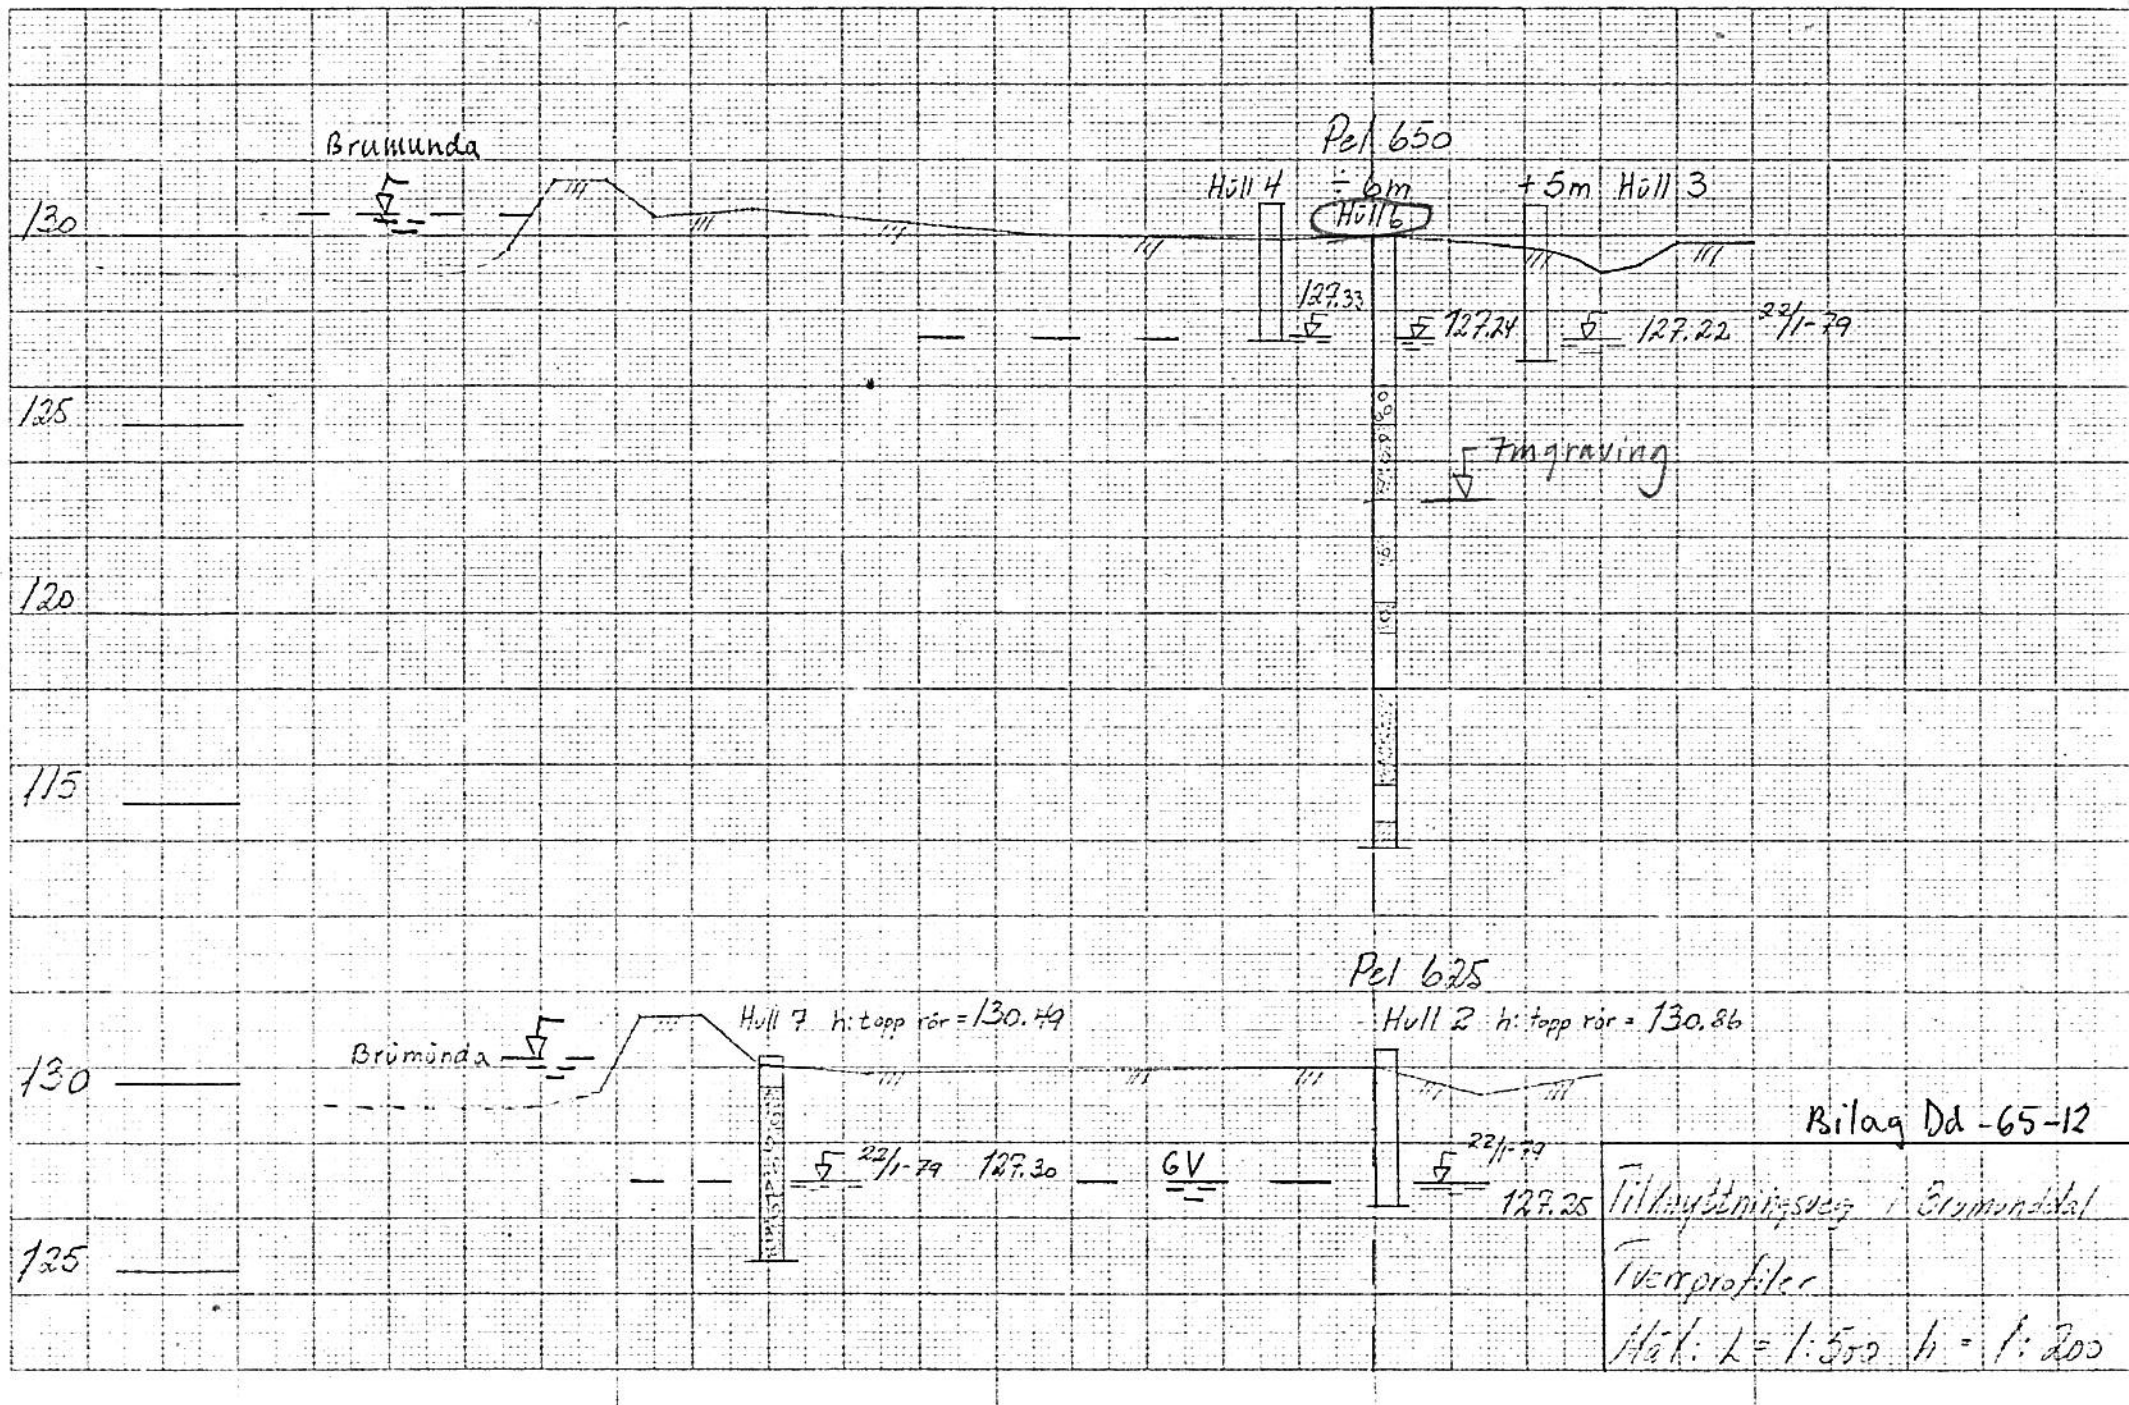 Pel 650
Brumunda
Hull 4 ÷ 6m +5m Hull 3
Hull 6
130
127.33
127.24 127.22 22/1-79
125
7m graving
120
115
Pel 625
Hull 7 h: topp rør = 130.49 Hull 2 h: topp rør = 130.86
Brumunda
130
Bilag Dd-65-12
22/1-79 127.30 GV 22/1-79
127.25
Tilknyttningsveg i Brumunddal
125
Tverrprofiler
Mål: L = 1:500 h = 1:200